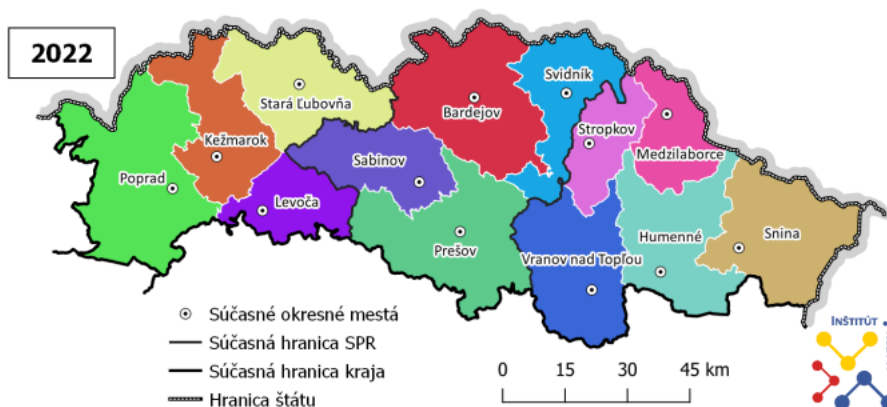 2022
Svidník
Stará Ľubovňa
Bardejov
Stropkov
Kežmarok
Medzilaborce
Sabinov
Poprad
Levoča
Snina
Humenné
Prešov
Vranov nad Topľou
Súčasné okresné mestá
Súčasná hranica SPR
Súčasná hranica kraja
Hranica štátu
0 15 30 45 km
INŠTITÚT